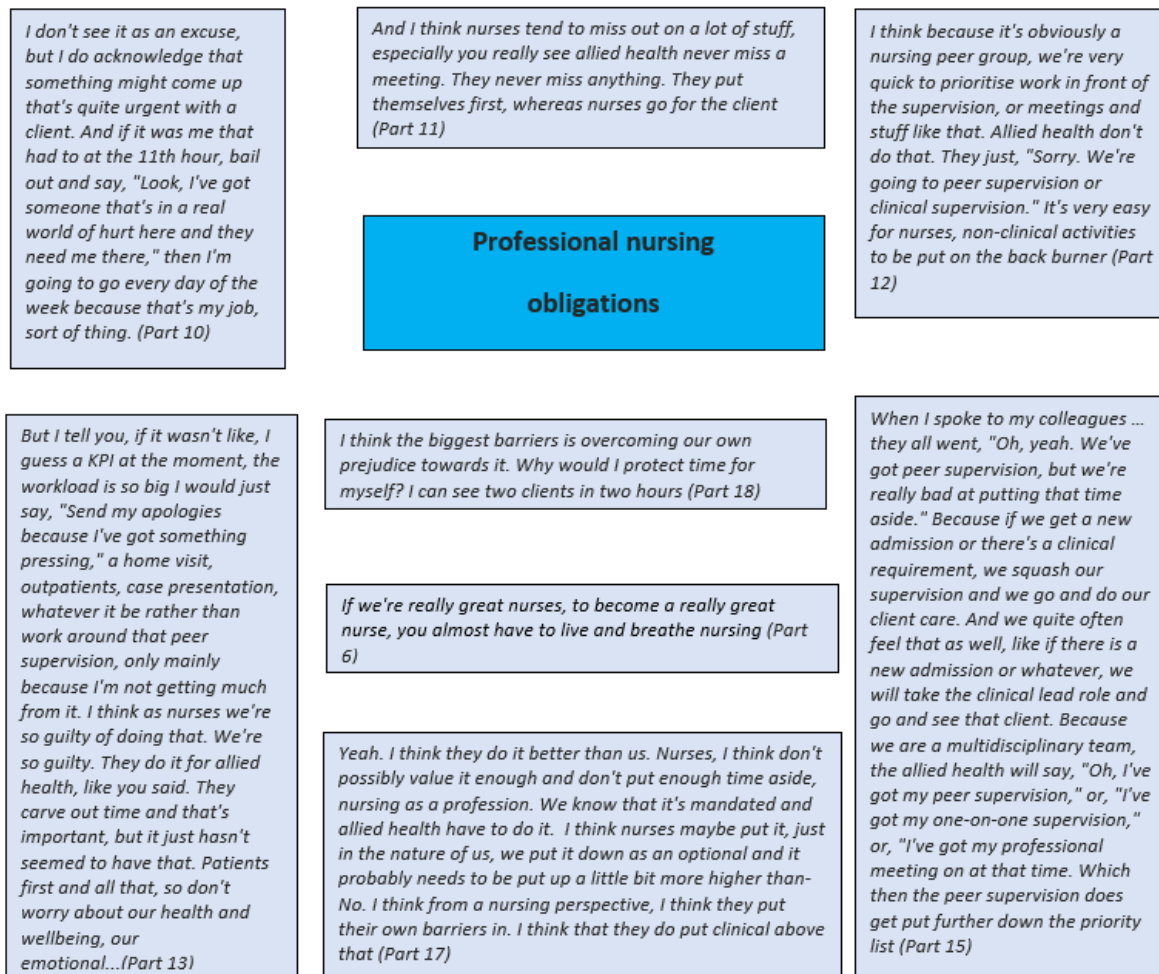 I don't see it as an excuse,
but I do acknowledge that
something might come up
that's quite urgent with a
client. And if it was me that
had to at the 11th hour, bail
out and say, "Look, I've got
someone that's in a real
world of hurt here and they
need me there," then I'm
going to go every day of the
week because that's my job,
sort of thing. (Part 10)
And I think nurses tend to miss out on a lot of stuff,
especially you really see allied health never miss a
meeting. They never miss anything. They put
themselves first, whereas nurses go for the client
(Part 11)
I think because it's obviously a
nursing peer group, we're very
quick to prioritise work in front of
the supervision, or meetings and
stuff like that. Allied health don't
do that. They just, "Sorry. We're
going to peer supervision or
clinical supervision." It's very easy
for nurses, non-clinical activities
to be put on the back burner (Part
12)
Professional nursing
obligations
But I tell you, if it wasn't like, I
guess a KPI at the moment, the
workload is so big I would just
say, "Send my apologies
because I've got something
pressing," a home visit,
outpatients, case presentation,
whatever it be rather than
work around that peer
supervision, only mainly
because I'm not getting much
from it. I think as nurses we're
so guilty of doing that. We're
so guilty. They do it for allied
health, like you said. They
carve out time and that's
important, but it just hasn't
seemed to have that. Patients
first and all that, so don't
worry about our health and
wellbeing, our
emotional...(Part 13)
I think the biggest barriers is overcoming our own
prejudice towards it. Why would I protect time for
myself? I can see two clients in two hours (Part 18)
If we're really great nurses, to become a really great
nurse, you almost have to live and breathe nursing (Part
6)
Yeah. I think they do it better than us. Nurses, I think don't
possibly value it enough and don't put enough time aside,
nursing as a profession. We know that it's mandated and
allied health have to do it. I think nurses maybe put it, just
in the nature of us, we put it down as an optional and it
probably needs to be put up a little bit more higher than-
No. I think from a nursing perspective, I think they put
their own barriers in. I think that they do put clinical above
that (Part 17)
When I spoke to my colleagues ...
they all went, "Oh, yeah. We've
got peer supervision, but we're
really bad at putting that time
aside." Because if we get a new
admission or there's a clinical
requirement, we squash our
supervision and we go and do our
client care. And we quite often
feel that as well, like if there is a
new admission or whatever, we
will take the clinical lead role and
go and see that client. Because
we are a multidisciplinary team,
the allied health will say, "Oh, I've
got my peer supervision," or, "I've
got my one-on-one supervision,"
or, "I've got my professional
meeting on at that time. Which
then the peer supervision does
get put further down the priority
list (Part 15)